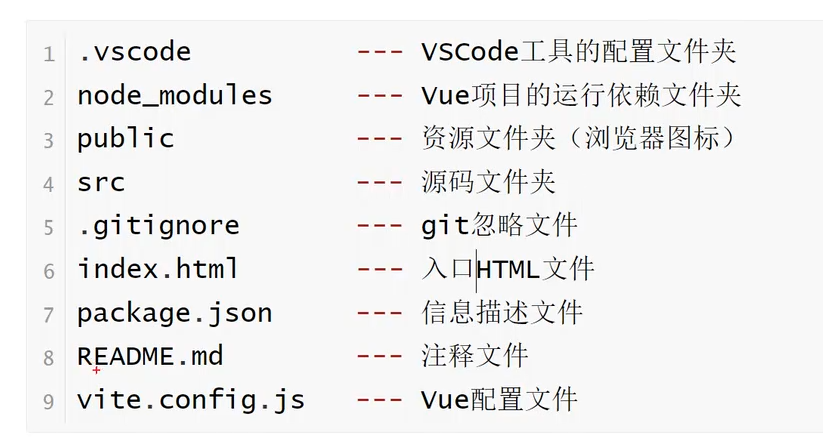 1 .vscode --- VSCode工具的配置文件夹
2 node_modules --- Vue项目的运行依赖文件夹
3 public --- 资源文件夹（浏览器图标）
4 src --- 源码文件夹
5 .gitignore --- git忽略文件
6 index.html --- 入口HTML文件
7 package.json --- 信息描述文件
8 README.md --- 注释文件
9 vite.config.js --- Vue配置文件